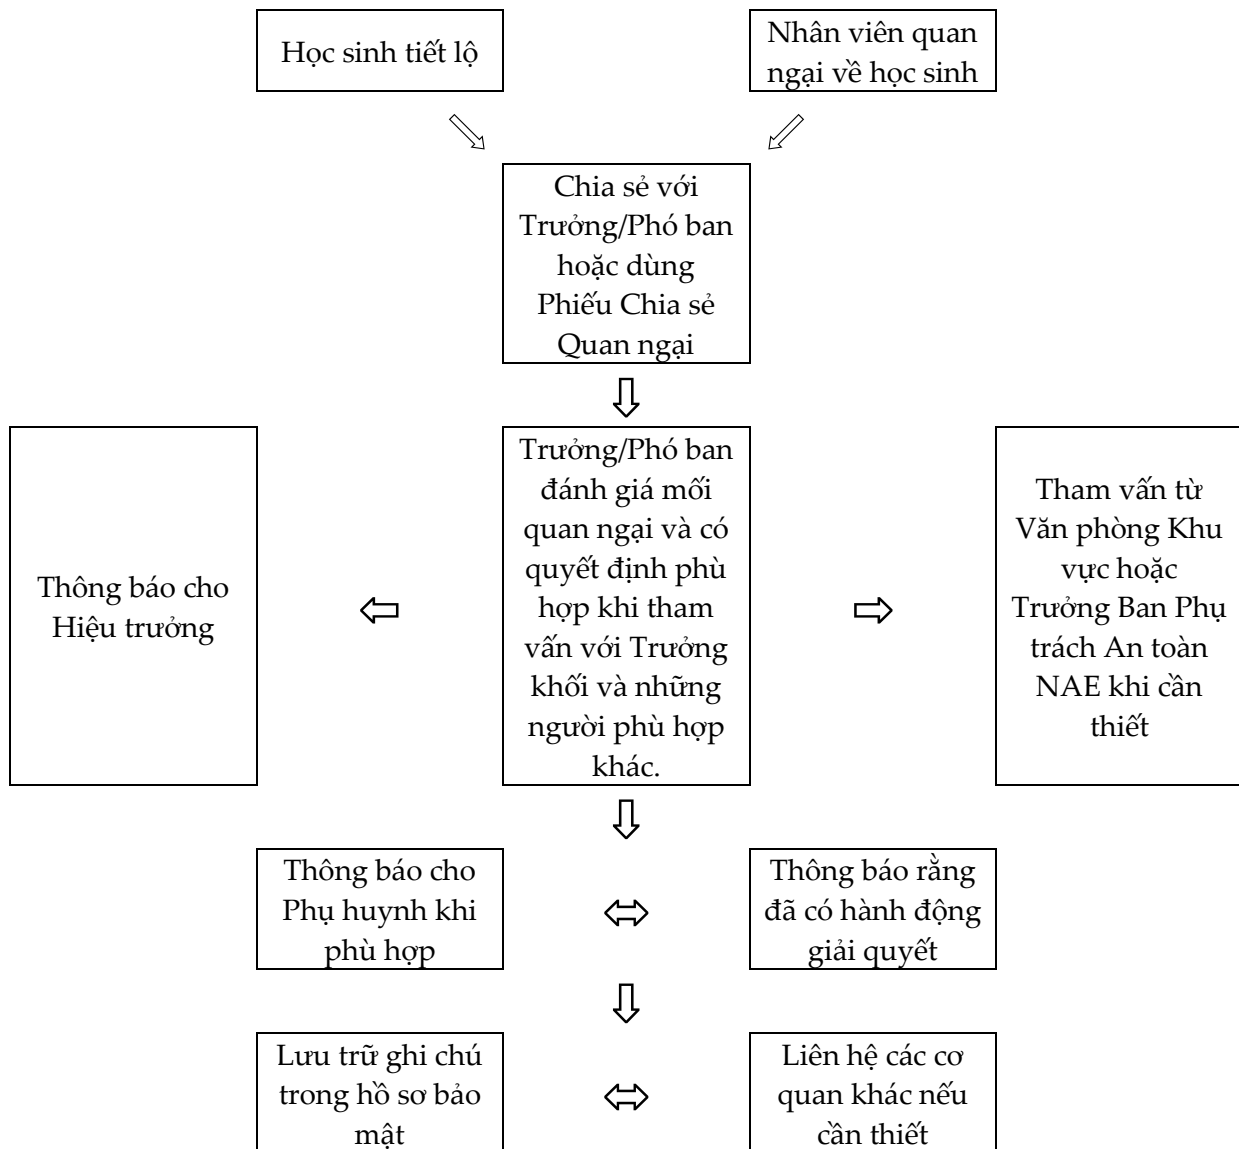 Học sinh tiết lộ
Nhân viên quan
ngại về học sinh
Chia sẻ với
Trưởng/Phó ban
hoặc dùng
Phiếu Chia sẻ
Quan ngại
Thông báo cho
Hiệu trưởng
Trưởng/Phó ban
đánh giá mối
quan ngại và có
quyết định phù
hợp khi tham
vấn với Trưởng
khối và những
người phù hợp
khác.
Tham vấn từ
Văn phòng Khu
vực hoặc
Trưởng Ban Phụ
trách An toàn
NAE khi cần
thiết
Thông báo cho
Phụ huynh khi
phù hợp
Thông báo rằng
đã có hành động
giải quyết
Lưu trữ ghi chú
trong hồ sơ bảo
mật
Liên hệ các cơ
quan khác nếu
cần thiết